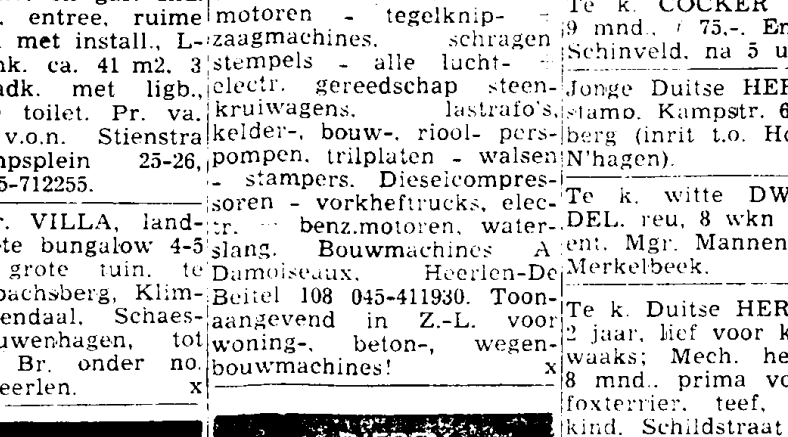 entree, ruime
met install., L-
nk. ca. 41 m2, 3
adk. met ligb.,
toilet. Pr. va.
v.o.n. Stienstra
mpsplein 25-26,
5-712255.
r. VILLA, land-
te bungalow 4-5
grote tuin. te
bachsberg, Klim-
endaal, Schaes-
uwenhagen, tot
Br. onder no.
eerlen. x
motoren - tegelknip-
zaagmachines, schragen
stempels - alle lucht-
electr. gereedschap steen-
kruiwagens, lastrafo's,
kelder-, bouw-, riool- pers-
pompen, trilplaten - walsen
- stampers. Dieselcompres-
soren - vorkheftrucks, elec-
tr. - benz.motoren, water-
slang. Bouwmachines A
Damoiseaux, Heerlen-De
Beitel 108 045-411930. Toon-
aangevend in Z.-L. voor
woning-, beton-, wegen-
bouwmachines! x
Te k. COCKER
9 mnd., f 75,-. En
Schinveld, na 5 u
Jonge Duitse HER
stamb. Kampstr. 6
berg (inrit t.o. Ho
N'hagen).
Te k. witte DW
DEL, reu, 8 wkn
ent. Mgr. Mannen
Merkelbeek.
Te k. Duitse HER
2 jaar, lief voor k
waaks; Mech. he
8 mnd.. prima vo
foxterrier, teef,
kind. Schildstraat